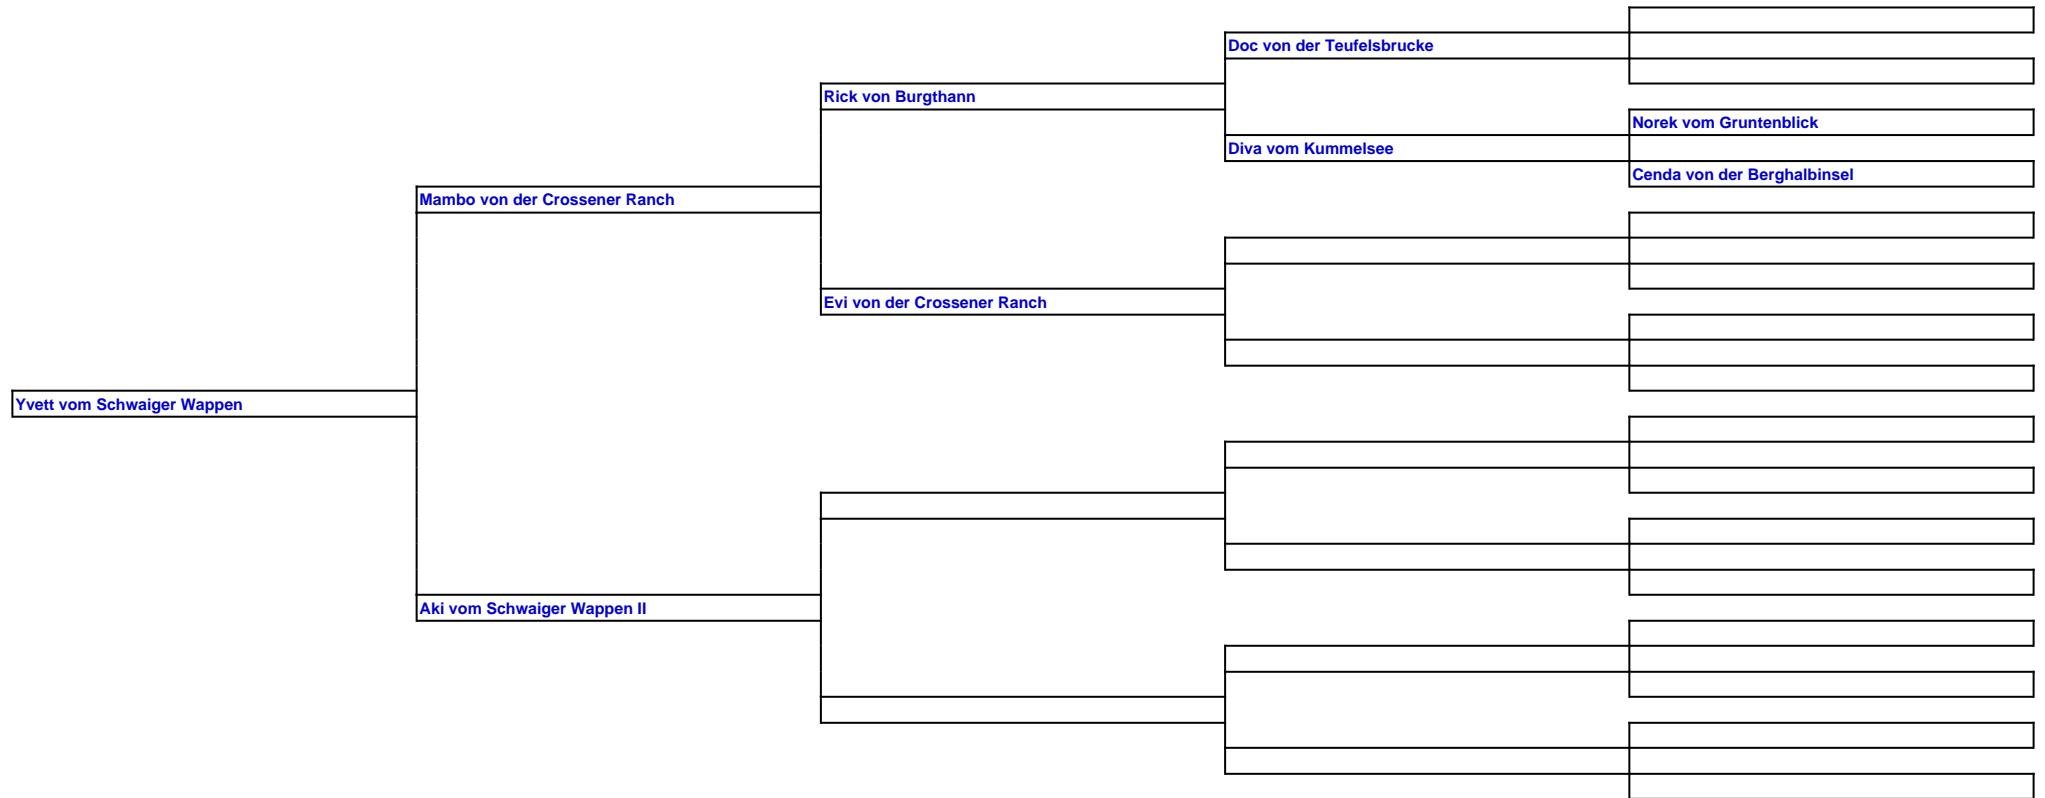 Doc von der Teufelsbrucke
Rick von Burgthann
Norek vom Gruntenblick
Diva vom Kummelsee
Cenda von der Berghalbinsel
Mambo von der Crossener Ranch
Evi von der Crossener Ranch
Yvett vom Schwaiger Wappen
Aki vom Schwaiger Wappen II